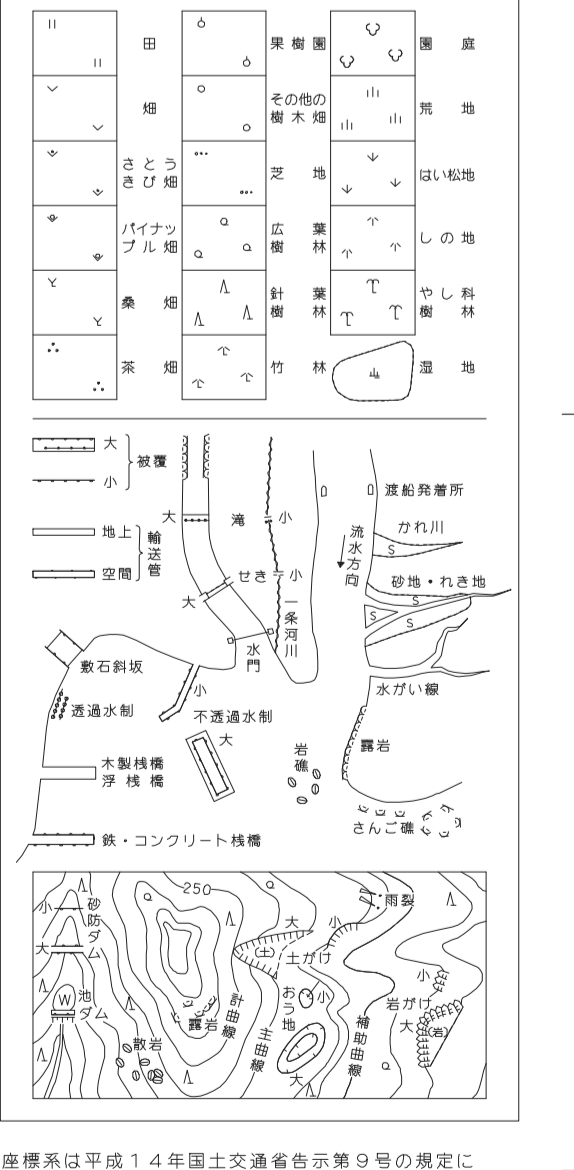 田
果樹園
園庭
畑
その他の
樹木畑
荒地
さとう
きび畑
芝地
はい松地
パイナッ
プル畑
広葉
樹林
しの地
桑畑
針葉
樹林
やし科
樹林
茶畑
竹林
湿地
大
小
被覆
地上
空間
輸送管
大
滝
小
せき
小
大
一条河川
水門
渡船発着所
流水方向
かれ川
S
砂地・れき地
S
S
S
敷石斜坂
透過水制
小
不透過水制
大
水がい線
露岩
岩礁
木製桟橋
浮桟橋
さんご礁
鉄・コンクリート桟橋
小
砂防ダム
大
W
池
ダム
散岩
250
露岩
計曲線
主曲線
大
小
(土)
土がけ
おう地
小
大
補助曲線
雨裂
小
岩がけ
大
(岩)
座標系は平成14年国土交通省告示第9号の規定に